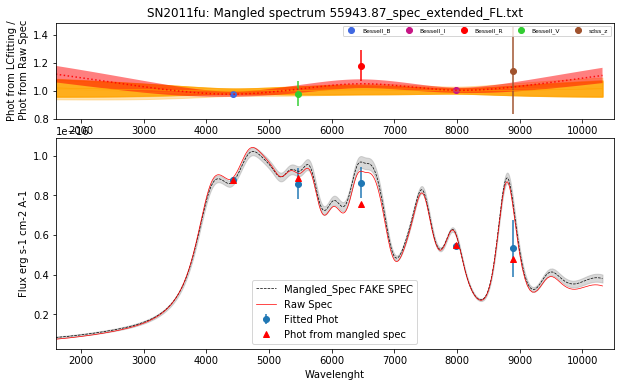 SN2011fu: Mangled spectrum 55943.87_spec_extended_FL.txt
Phot from LCfitting /
Phot from Raw Spec
1.4
1.2
1.0
0.8
Bessell_B
Bessell_I
Bessell_R
Bessell_V
sdss_z
2000 3000 4000 5000 6000 7000 8000 9000 10000
1e−16
Flux erg s-1 cm-2 A-1
1.0
0.8
0.6
0.4
0.2
Mangled_Spec FAKE SPEC
Raw Spec
Fitted Phot
Phot from mangled spec
2000 3000 4000 5000 6000 7000 8000 9000 10000
Wavelenght